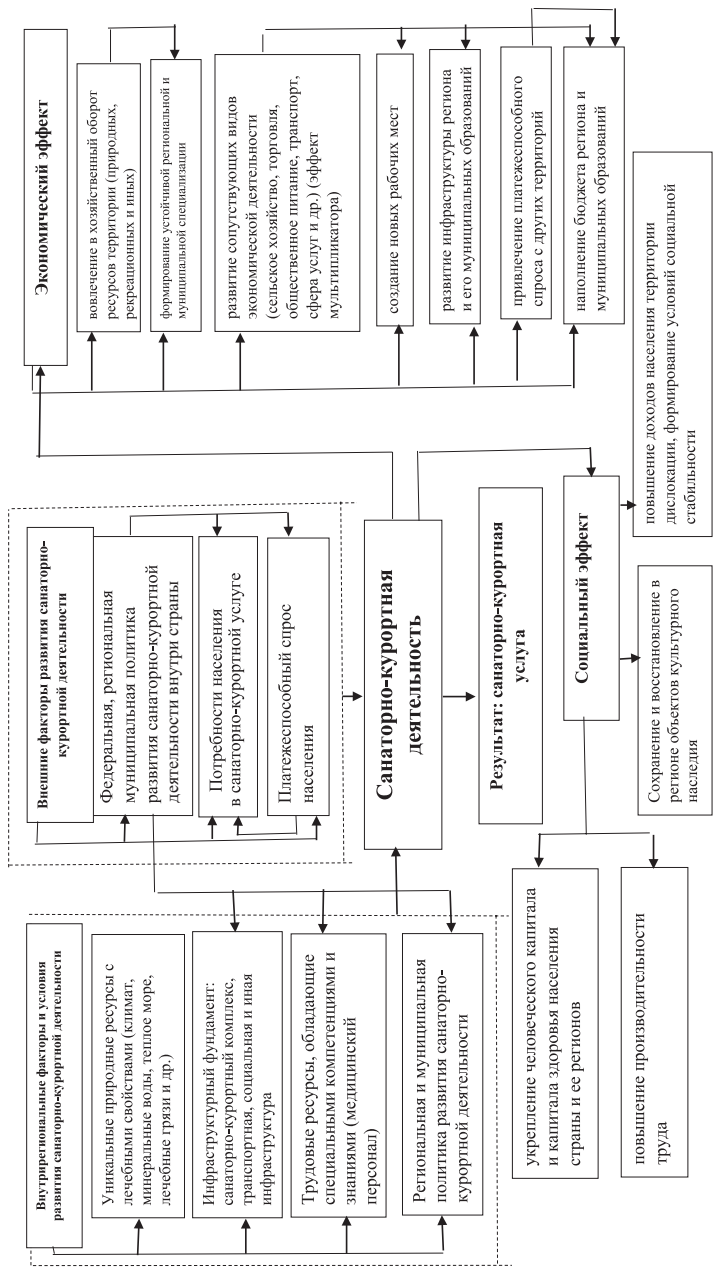 Внутрирегиональные факторы и условия
развития санаторно-курортной деятельности
Уникальные природные ресурсы с
лечебными свойствами (климат,
минеральные воды, теплое море,
лечебные грязи и др.)
Инфраструктурный фундамент:
санаторно-курортный комплекс,
транспортная, социальная и иная
инфраструктура
Трудовые ресурсы, обладающие
специальными компетенциями и
знаниями (медицинский
персонал)
Региональная и муниципальная
политика развития санаторно-
курортной деятельности
Внешние факторы развития санаторно-
курортной деятельности
Федеральная, региональная
муниципальная политика
развития санаторно-курортной
деятельности внутри страны
Потребности населения
в санаторно-курортной услуге
Платежеспособный спрос
населения
Санаторно-курортная
деятельность
Результат: санаторно-курортная
услуга
Экономический эффект
вовлечение в хозяйственный оборот
ресурсов территории (природных,
рекреационных и иных)
формирование устойчивой региональной и
муниципальной специализации
развитие сопутствующих видов
экономической деятельности
(сельское хозяйство, торговля,
общественное питание, транспорт,
сфера услуг и др.) (эффект
мультипликатора)
создание новых рабочих мест
развитие инфраструктуры региона
и его муниципальных образований
привлечение платежеспособного
спроса с других территорий
наполнение бюджета региона и
муниципальных образований
Социальный эффект
укрепление человеческого капитала
и капитала здоровья населения
страны и ее регионов
повышение производительности
труда
Сохранение и восстановление в
регионе объектов культурного
наследия
повышение доходов населения территории
дислокации, формирование условий социальной
стабильности